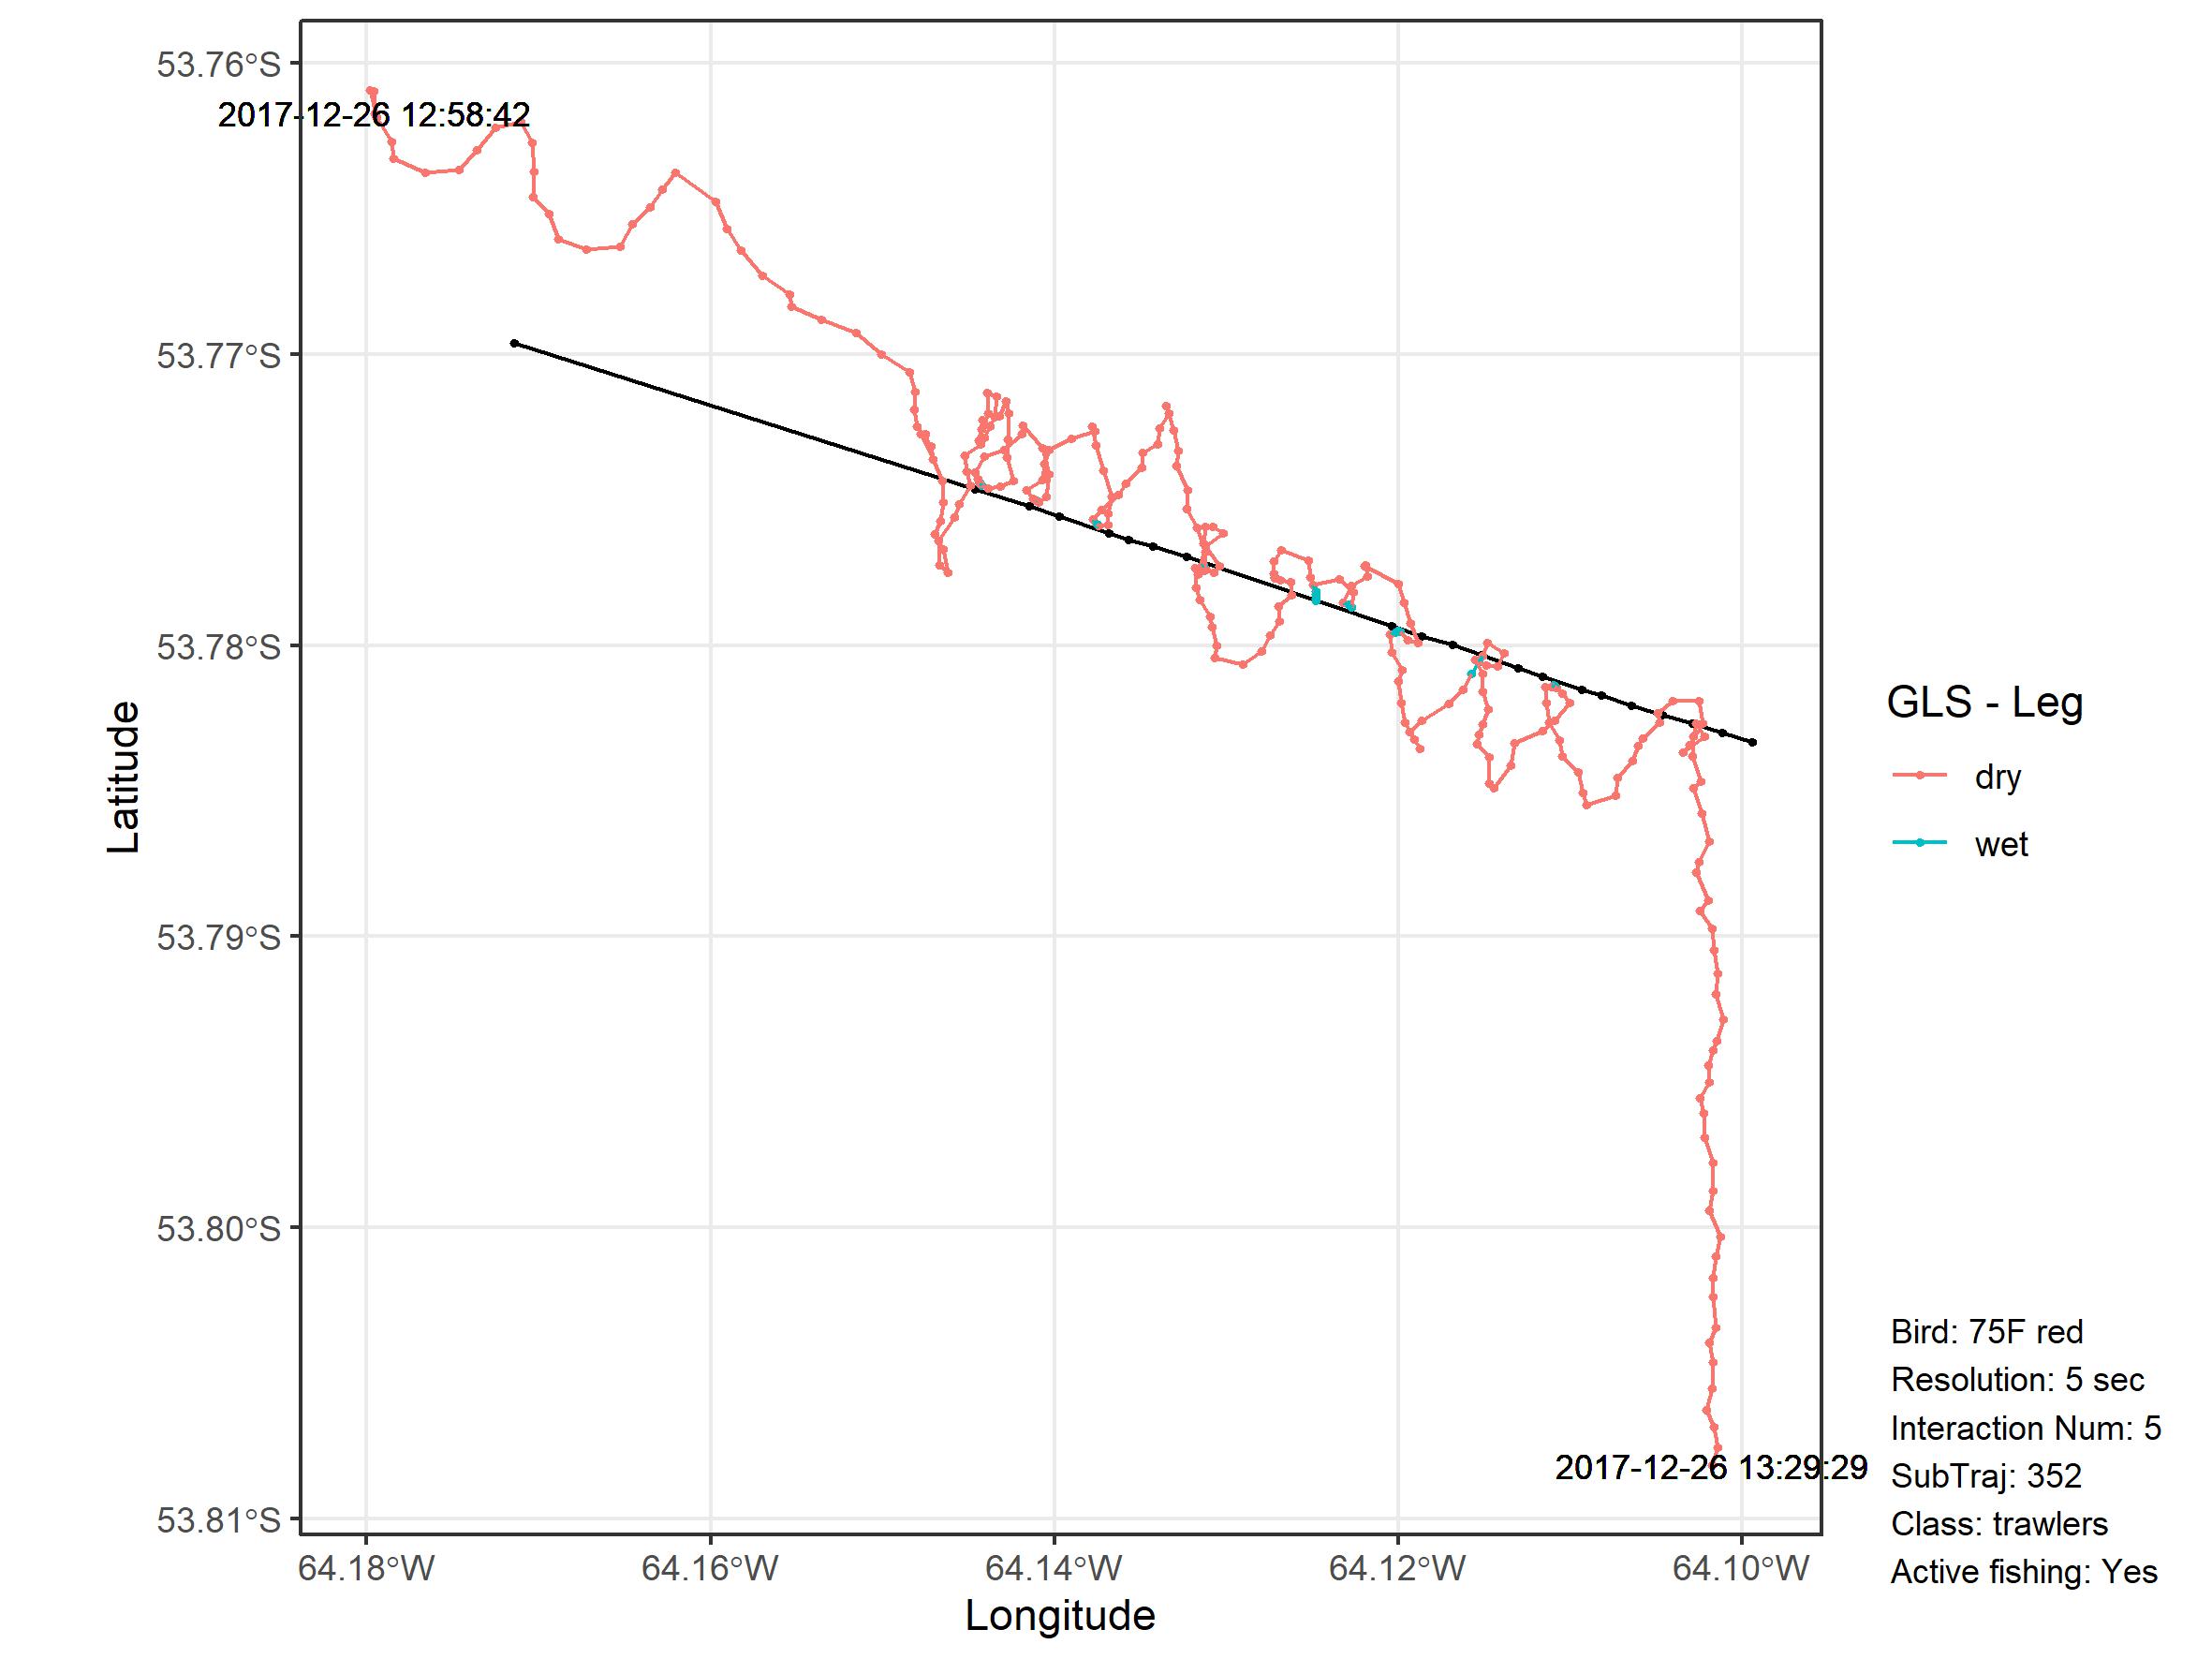 53.76°S
2017-12-26 12:58:42
53.77°S
53.78°S
53.79°S
53.80°S
53.81°S
Latitude
64.18°W 64.16°W 64.14°W 64.12°W 64.10°W
Longitude
2017-12-26 13:29:29
GLS - Leg
dry
wet
Bird: 75F red
Resolution: 5 sec
Interaction Num: 5
SubTraj: 352
Class: trawlers
Active fishing: Yes